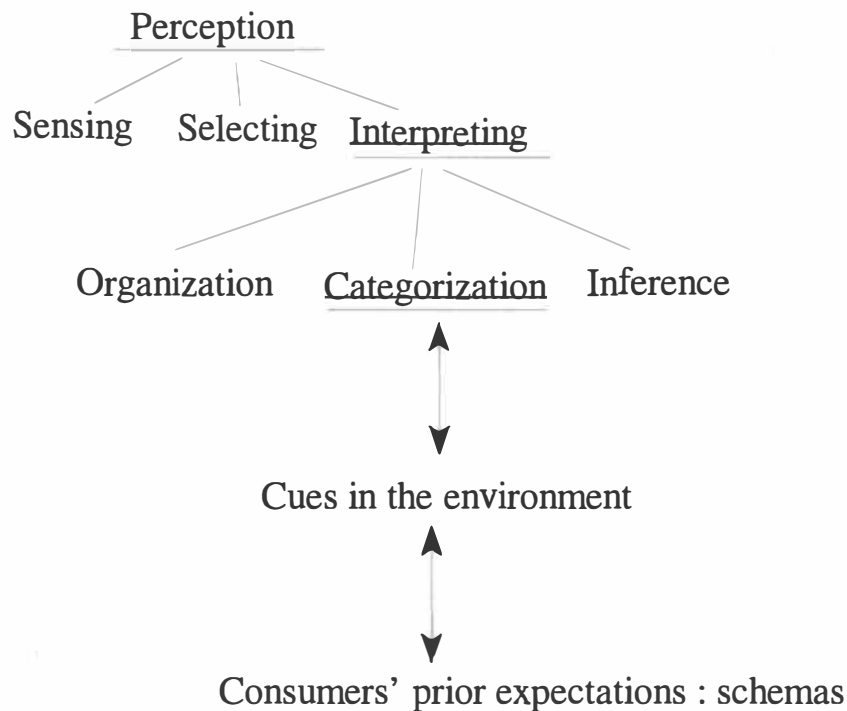 Perception
Sensing Selecting Interpreting
Organization Categorization Inference
Cues in the environment
Consumers’ prior expectations : schemas